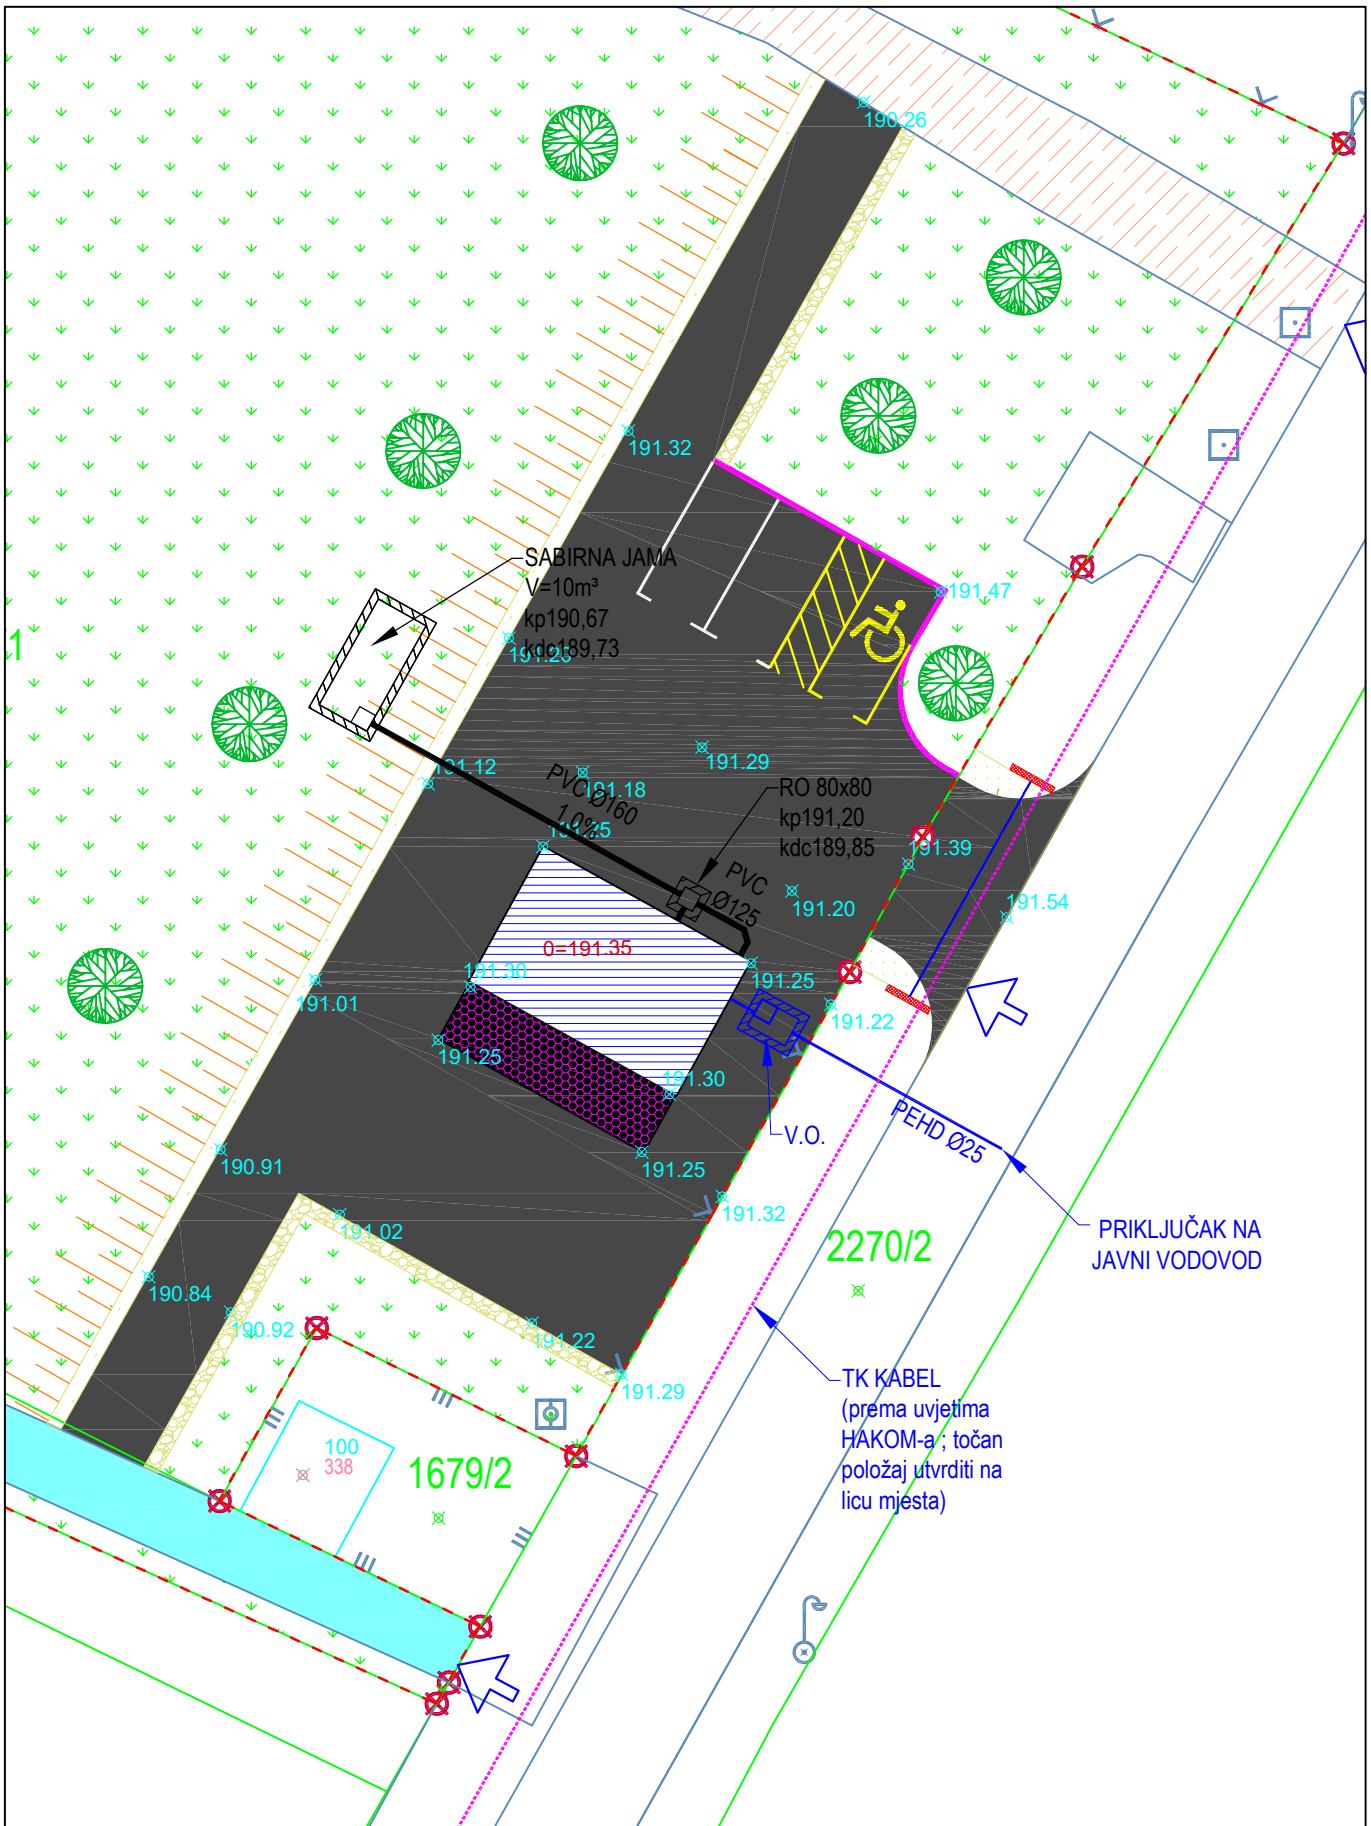 190.26
191.32
SABIRNA JAMA
V=10m³
kp190,67
kdc189,73
191.47
1
191.29
191.12
191.18
PVC Ø160
1.0%
RO 80x80
kp191,20
kdc189,85
191.25
191.39
PVC
Ø125
191.20
191.54
0=191.35
191.30
191.25
191.01
191.22
191.25
191.30
PEHD Ø25
V.O.
190.91
191.25
191.32
191.02
2270/2
PRIKLJUČAK NA
JAVNI VODOVOD
190.84
190.92
191.22
191.29
TK KABEL
(prema uvjetima
HAKOM-a ; točan
položaj utvrditi na
licu mjesta)
100
338
1679/2